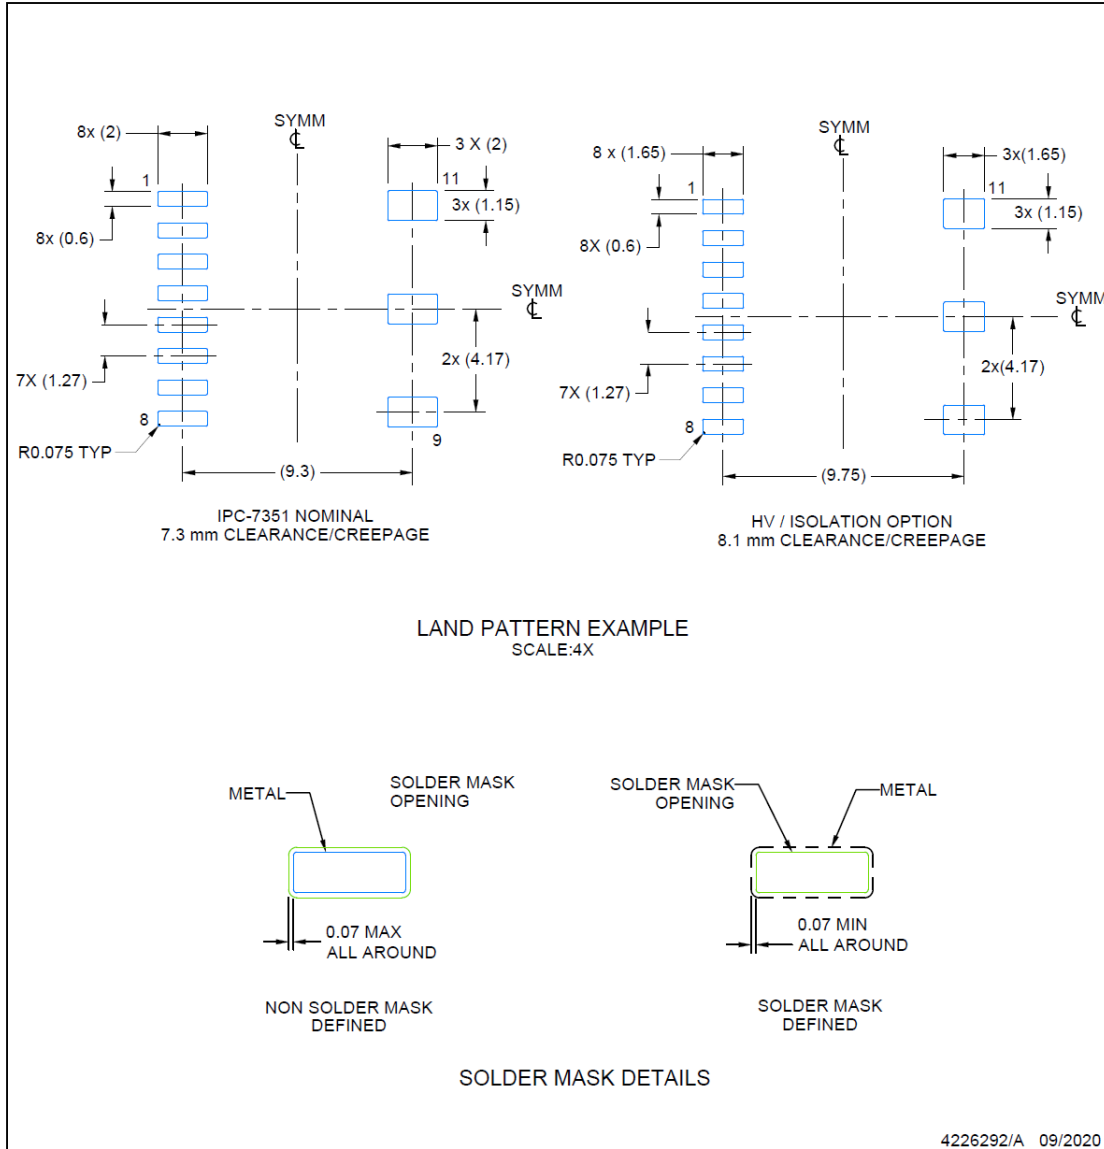 SYMM
℄
8x (2)
3 X (2)
1
11
3x (1.15)
8x (0.6)
SYMM
℄
2x (4.17)
7X (1.27)
8
9
R0.075 TYP
(9.3)
IPC-7351 NOMINAL
7.3 mm CLEARANCE/CREEPAGE
SYMM
℄
8 x (1.65)
3x(1.65)
1
11
3x (1.15)
8X (0.6)
SYMM
℄
2x(4.17)
7X (1.27)
8
R0.075 TYP
(9.75)
HV / ISOLATION OPTION
8.1 mm CLEARANCE/CREEPAGE
LAND PATTERN EXAMPLE
SCALE:4X
METAL
SOLDER MASK
OPENING
0.07 MAX
ALL AROUND
NON SOLDER MASK
DEFINED
SOLDER MASK
OPENING
METAL
0.07 MIN
ALL AROUND
SOLDER MASK
DEFINED
SOLDER MASK DETAILS
4226292/A 09/2020